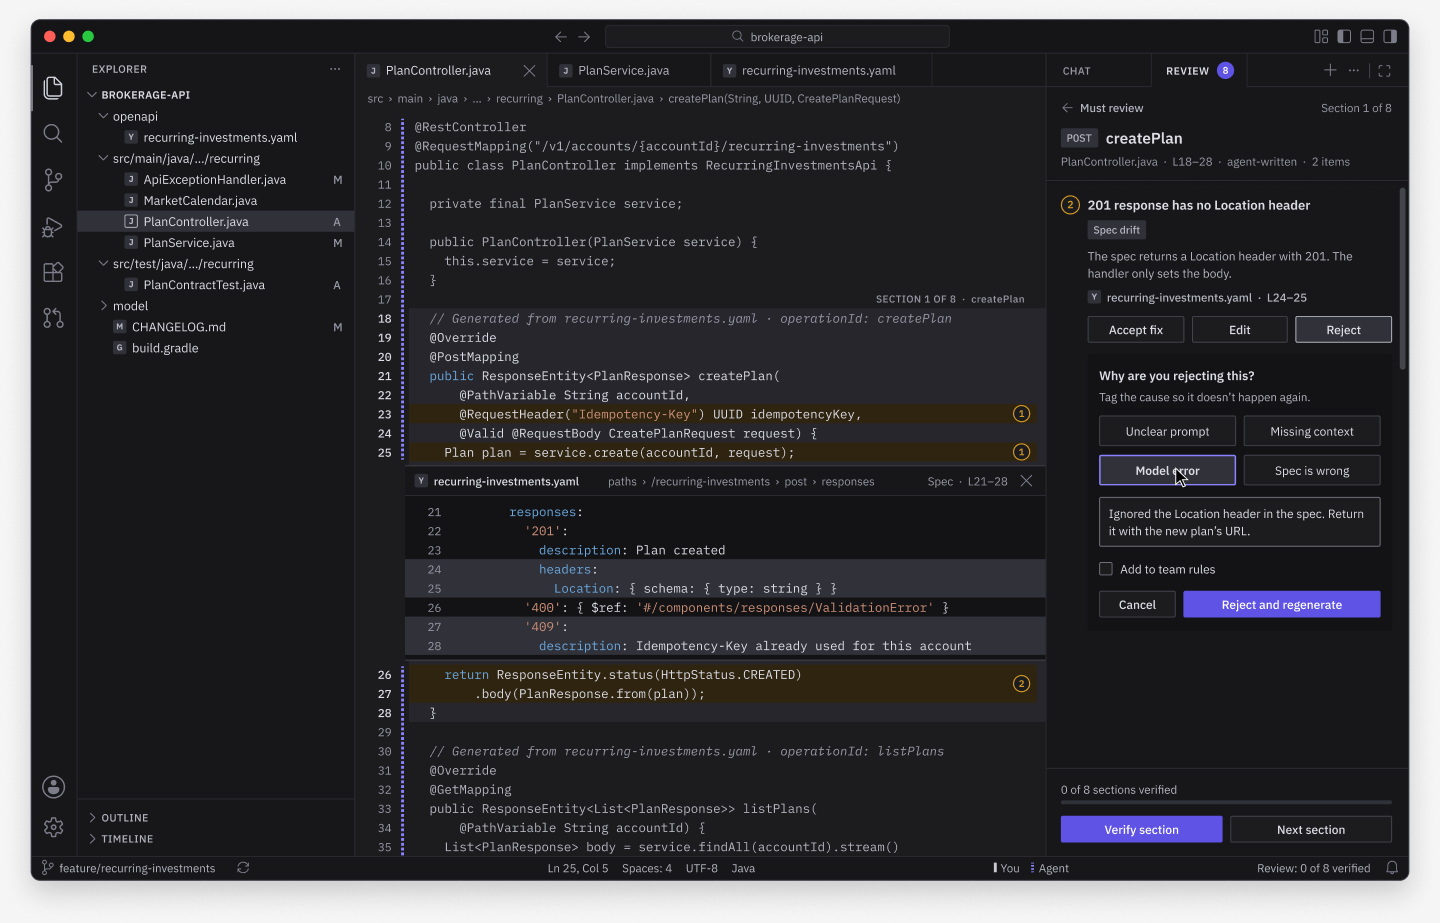 brokerage-api
EXPLORER
BROKERAGE-API
openapi
Y recurring-investments.yaml
src/main/java/.../recurring
J ApiExceptionHandler.java M
J MarketCalendar.java
J PlanController.java A
J PlanService.java M
src/test/java/.../recurring
J PlanContractTest.java A
model
M CHANGELOG.md M
G build.gradle
OUTLINE
TIMELINE
J PlanController.java
J PlanService.java
Y recurring-investments.yaml
src › main › java › ... › recurring › PlanController.java › createPlan(String, UUID, CreatePlanRequest)
8 @RestController
9 @RequestMapping("/v1/accounts/{accountId}/recurring-investments")
10 public class PlanController implements RecurringInvestmentsApi {
11
12 private final PlanService service;
13
14 public PlanController(PlanService service) {
15 this.service = service;
16 }
17 SECTION 1 OF 8 · createPlan
18 // Generated from recurring-investments.yaml · operationId: createPlan
19 @Override
20 @PostMapping
21 public ResponseEntity<PlanResponse> createPlan(
22 @PathVariable String accountId,
23 @RequestHeader("Idempotency-Key") UUID idempotencyKey, 1
24 @Valid @RequestBody CreatePlanRequest request) {
25 Plan plan = service.create(accountId, request); 1
Y recurring-investments.yaml paths › /recurring-investments › post › responses Spec · L21–28
21 responses:
22 '201':
23 description: Plan created
24 headers:
25 Location: { schema: { type: string } }
26 '400': { $ref: '#/components/responses/ValidationError' }
27 '409':
28 description: Idempotency-Key already used for this account
26 return ResponseEntity.status(HttpStatus.CREATED)
27 .body(PlanResponse.from(plan)); 2
28 }
29
30 // Generated from recurring-investments.yaml · operationId: listPlans
31 @Override
32 @GetMapping
33 public ResponseEntity<List<PlanResponse>> listPlans(
34 @PathVariable String accountId) {
35 List<PlanResponse> body = service.findAll(accountId).stream()
CHAT
REVIEW 8
Must review Section 1 of 8
POST createPlan
PlanController.java · L18–28 · agent-written · 2 items
2 201 response has no Location header
Spec drift
The spec returns a Location header with 201. The
handler only sets the body.
Y recurring-investments.yaml · L24–25
Accept fix Edit Reject
Why are you rejecting this?
Tag the cause so it doesn't happen again.
Unclear prompt Missing context
Model error Spec is wrong
Ignored the Location header in the spec. Return
it with the new plan's URL.
Add to team rules
Cancel Reject and regenerate
0 of 8 sections verified
Verify section Next section
feature/recurring-investments Ln 25, Col 5 Spaces: 4 UTF-8 Java You Agent Review: 0 of 8 verified